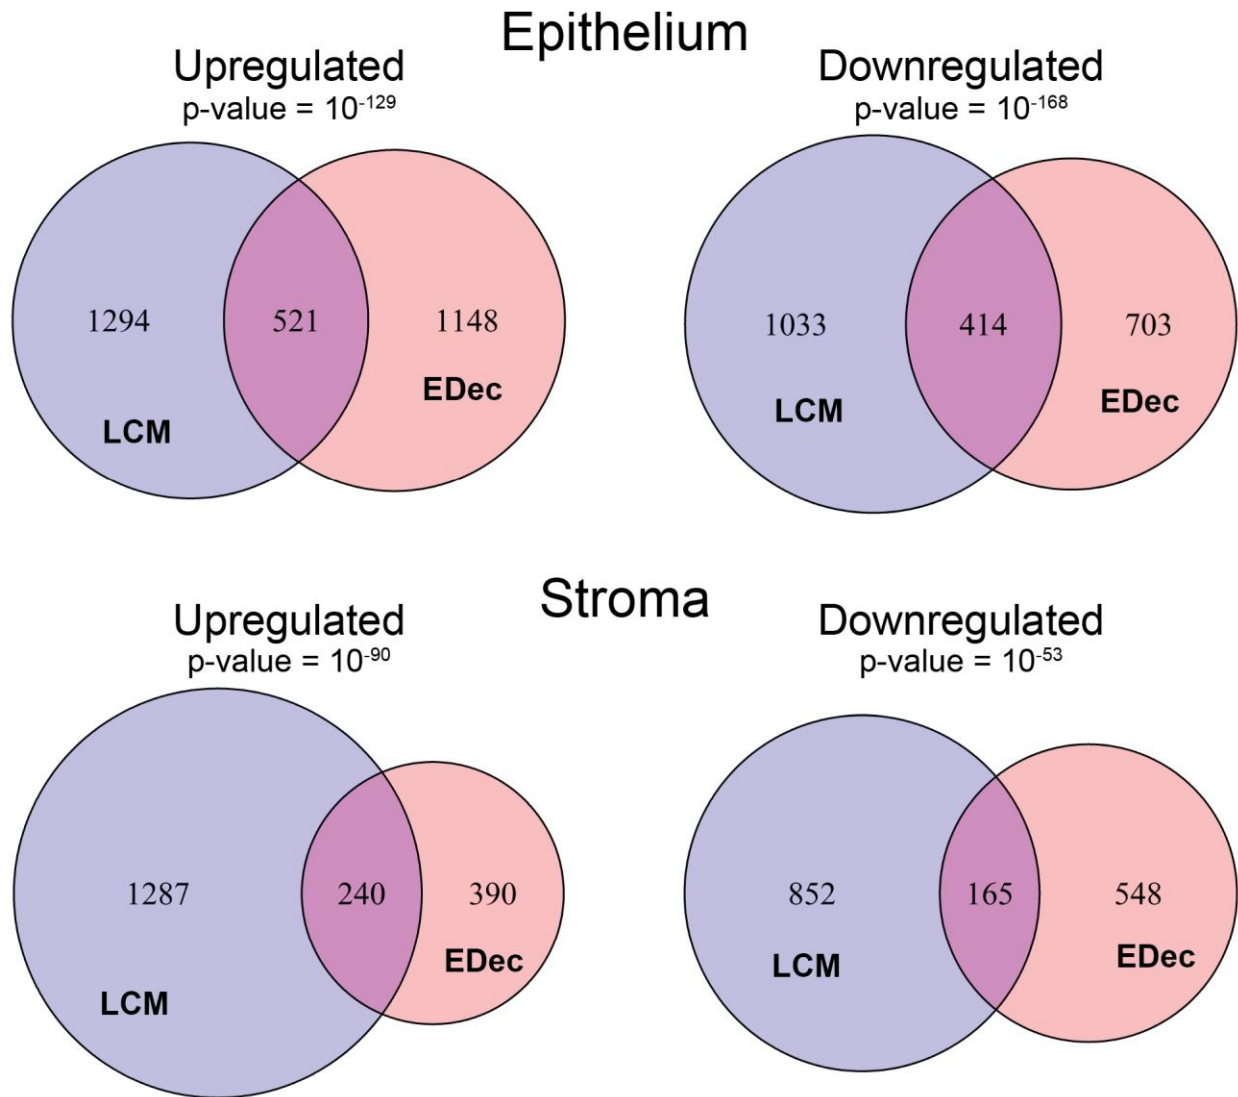 Epithelium
Upregulated
p-value = 10⁻¹²⁹
1294
521
1148
LCM
EDec
Downregulated
p-value = 10⁻¹⁶⁸
1033
414
703
LCM
EDec
Stroma
Upregulated
p-value = 10⁻⁹⁰
1287
240
390
LCM
EDec
Downregulated
p-value = 10⁻⁵³
852
165
548
LCM
EDec